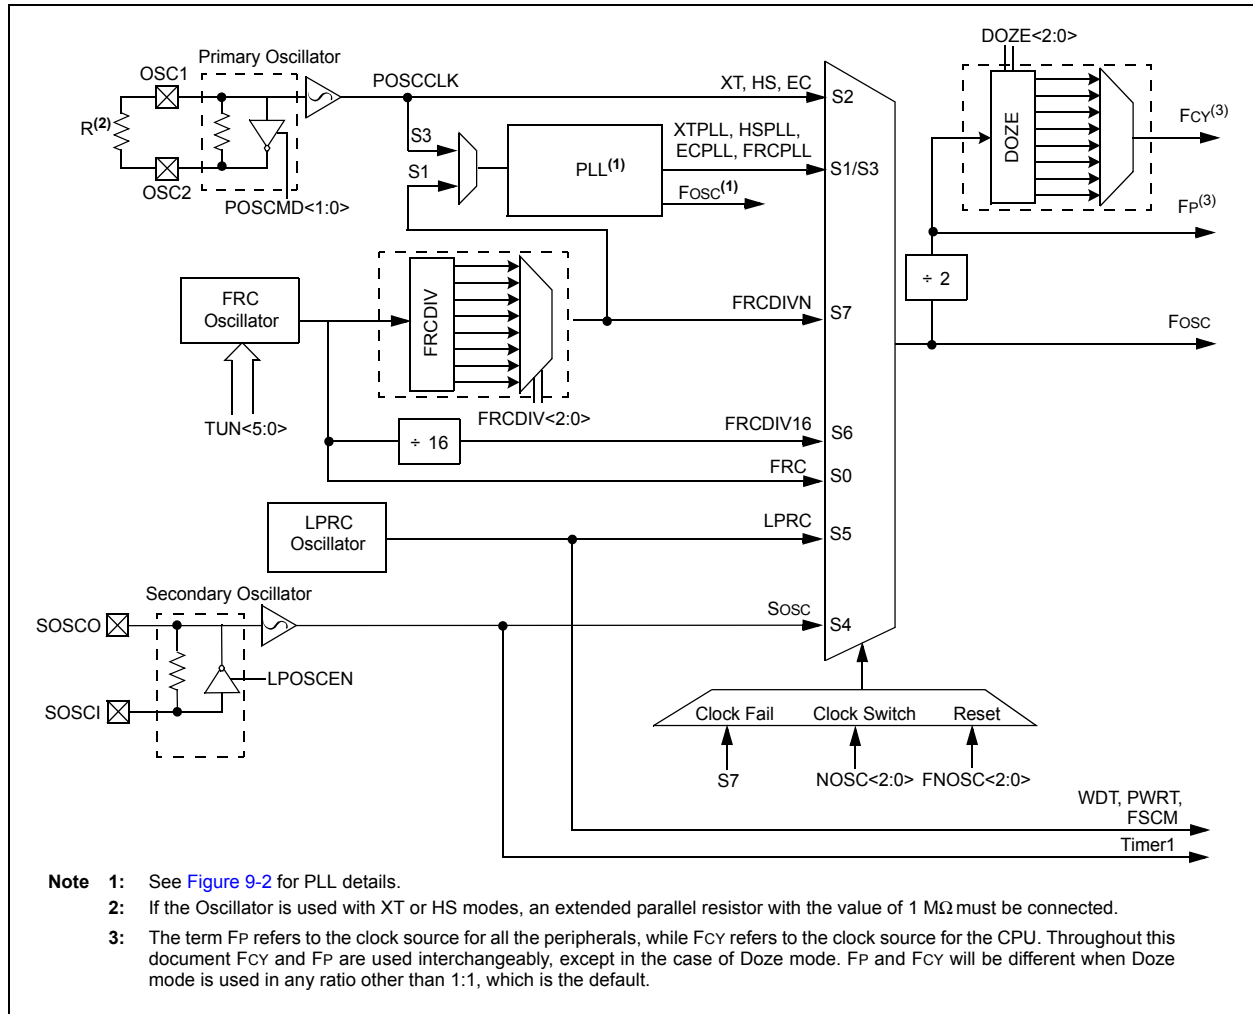 DOZE<2:0>
Primary Oscillator
OSC1
POSCCLK
XT, HS, EC
S2
R(2)
DOZE
FCY(3)
S3
XTPLL, HSPLL,
ECPLL, FRCPLL
PLL(1)
S1/S3
S1
OSC2
FOSC(1)
POSCMD<1:0>
FP(3)
÷ 2
FRC
Oscillator
FRCDIV
FRCDIVN
S7
FOSC
TUN<5:0>
FRCDIV<2:0>
FRCDIV16
÷ 16
S6
FRC
S0
LPRC
Oscillator
LPRC
S5
Secondary Oscillator
SOSCO
SOSC
S4
LPOSCEN
SOSCI
Clock Fail
Clock Switch
Reset
S7
NOSC<2:0>
FNOSC<2:0>
WDT, PWRT,
FSCM
Timer1
Note 1: See Figure 9-2 for PLL details.
2: If the Oscillator is used with XT or HS modes, an extended parallel resistor with the value of 1 MΩ must be connected.
3: The term FP refers to the clock source for all the peripherals, while FCY refers to the clock source for the CPU. Throughout this
document FCY and FP are used interchangeably, except in the case of Doze mode. FP and FCY will be different when Doze
mode is used in any ratio other than 1:1, which is the default.